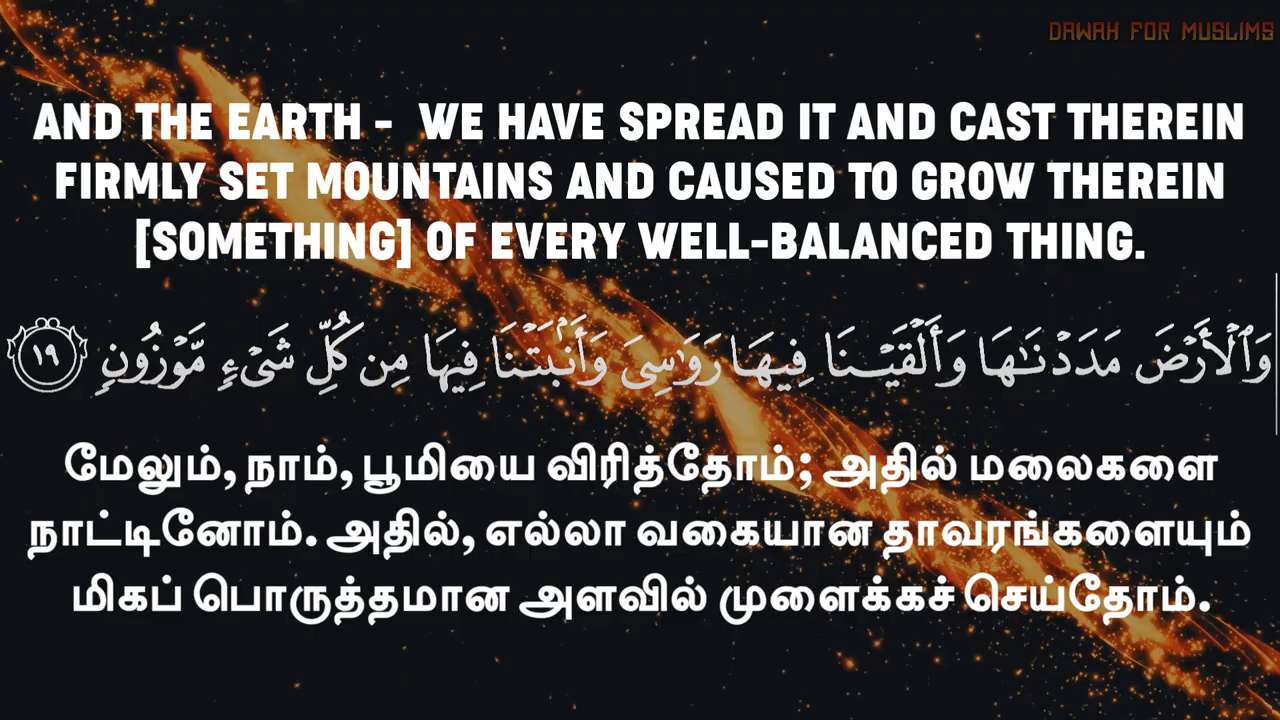 DAWAH FOR MUSLIMS
AND THE EARTH - WE HAVE SPREAD IT AND CAST THEREIN
FIRMLY SET MOUNTAINS AND CAUSED TO GROW THEREIN
[SOMETHING] OF EVERY WELL-BALANCED THING.
وَٱلْأَرْضَ مَدَدْنَـٰهَا وَأَلْقَيْنَا فِيهَا رَوَٰسِىَ وَأَنۢبَتْنَا فِيهَا مِن كُلِّ شَىْءٍ مَّوْزُونٍ ١٩
மேலும், நாம், பூமியை விரித்தோம்; அதில் மலைகளை
நாட்டினோம். அதில், எல்லா வகையான தாவரங்களையும்
மிகப் பொருத்தமான அளவில் முளைக்கச் செய்தோம்.